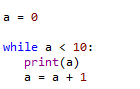 a = 0

while a < 10:
    print(a)
    a = a + 1